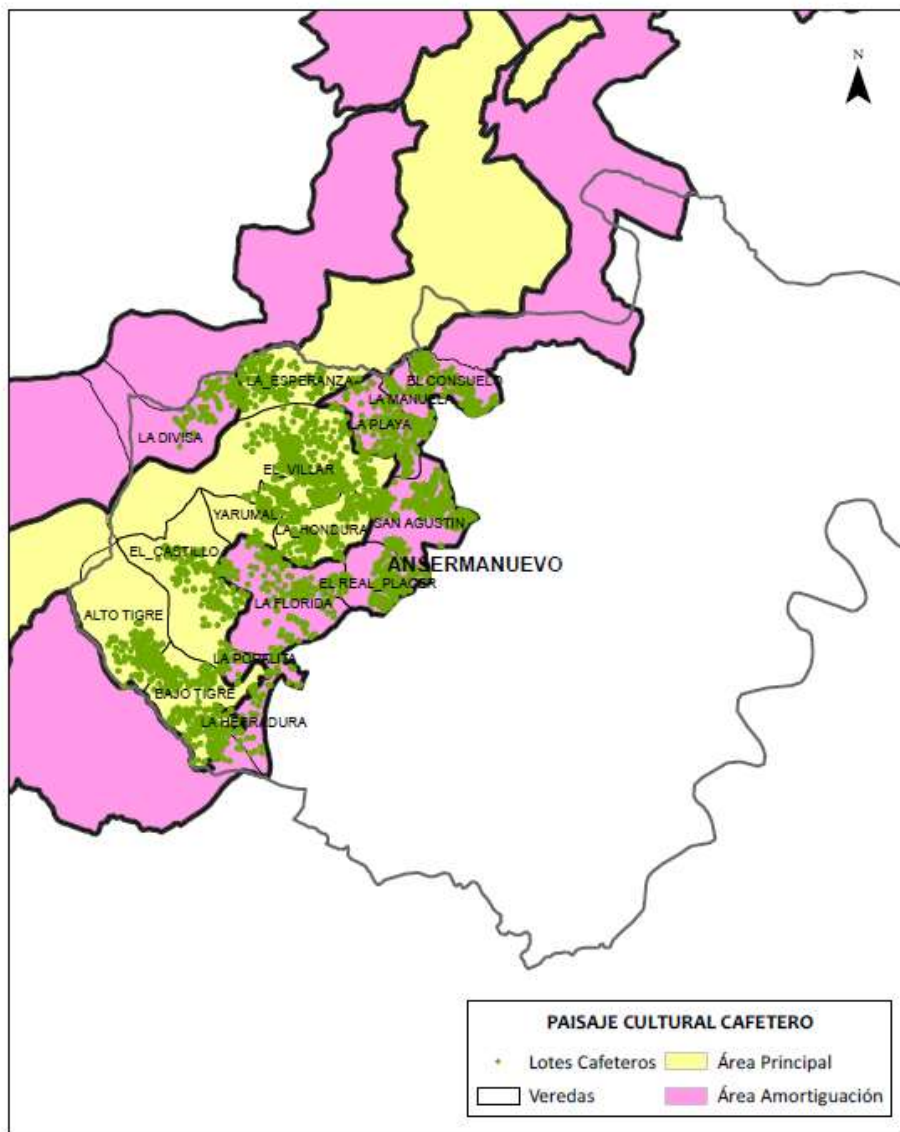 N
LA_ESPERANZA
EL CONSUELO
LA MANUELA
LA PLAYA
LA DIVISA
EL_VILLAR
YARUMAL
LA_HONDURA
SAN AGUSTIN
EL_CASTILLO
ANSERMANUEVO
EL REAL_PLACER
LA FLORIDA
ALTO TIGRE
LA POPALITA
BAJO TIGRE
LA HERRADURA
PAISAJE CULTURAL CAFETERO
Lotes Cafeteros
Área Principal
Veredas
Área Amortiguación